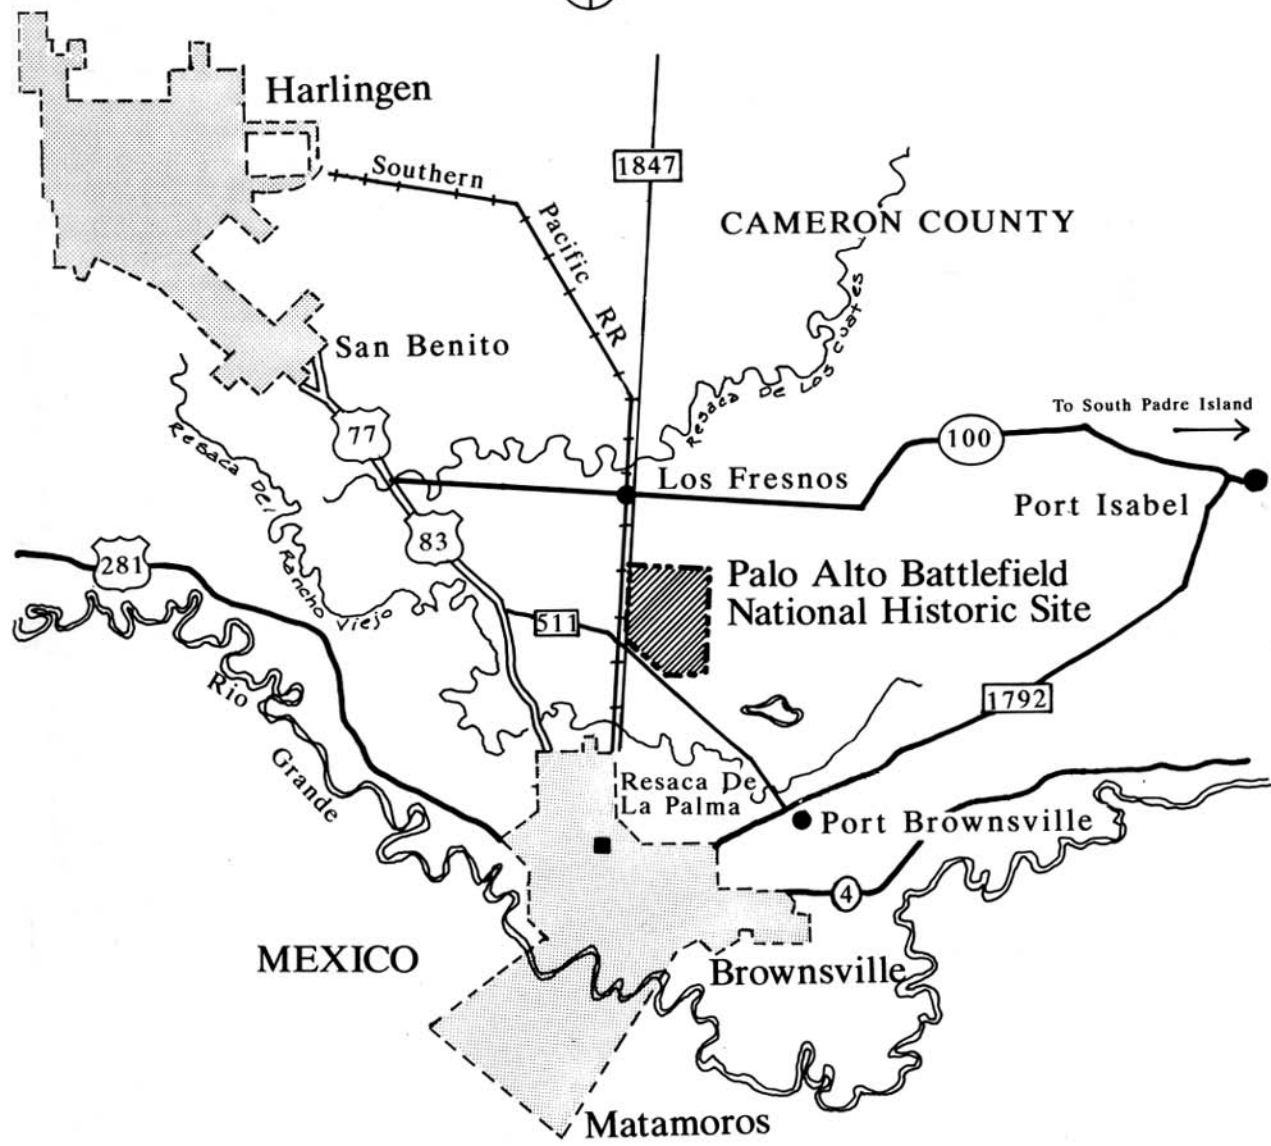 Harlingen
Southern
Pacific
RR
1847
CAMERON COUNTY
San Benito
Resaca De Los Cuates
77
To South Padre Island
100
Los Fresnos
Port Isabel
Resaca Del Rancho Viejo
83
281
Palo Alto Battlefield
National Historic Site
511
Rio
Grande
1792
Resaca De
La Palma
Port Brownsville
4
MEXICO
Brownsville
Matamoros